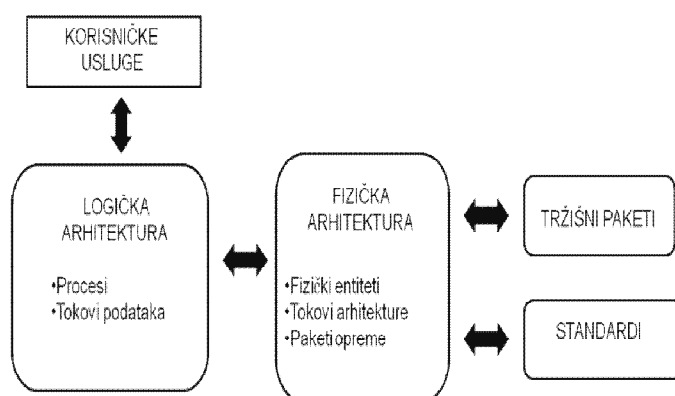 KORISNIČKE
USLUGE
LOGIČKA
ARHITEKTURA
•Procesi
•Tokovi podataka
FIZIČKA
ARHITEKTURA
•Fizički entiteti
•Tokovi arhitekture
•Paketi opreme
TRŽIŠNI PAKETI
STANDARDI